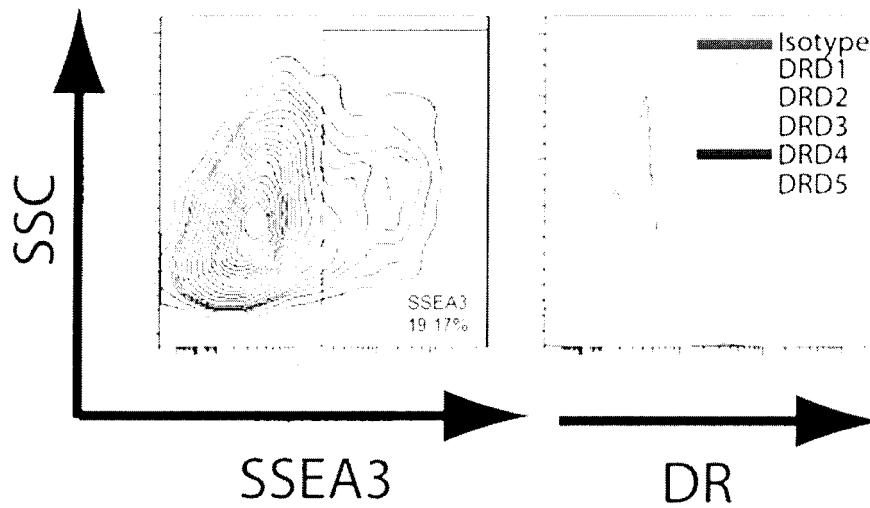 SSC
SSEA3
19.17%
SSEA3
Isotype
DRD1
DRD2
DRD3
DRD4
DRD5
DR